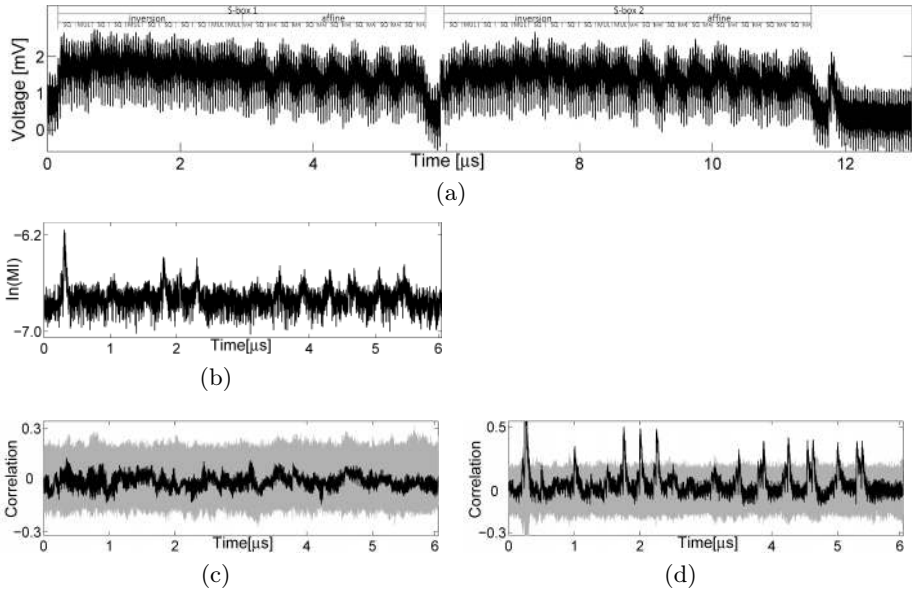 S-box 1 S-box 2
inversion affine inversion affine
Voltage [mV]
2
1
0
0 2 4 6 8 10 12
Time [μs]
(a)
ln(MI)
−6.2
−7.0
0 1 2 3 4 5 6
Time[μs]
(b)
Correlation
0.3
0
−0.3
0 1 2 3 4 5 6
Time[μs]
(c)
Correlation
0.5
0
−0.3
0 1 2 3 4 5 6
Time[μs]
(d)